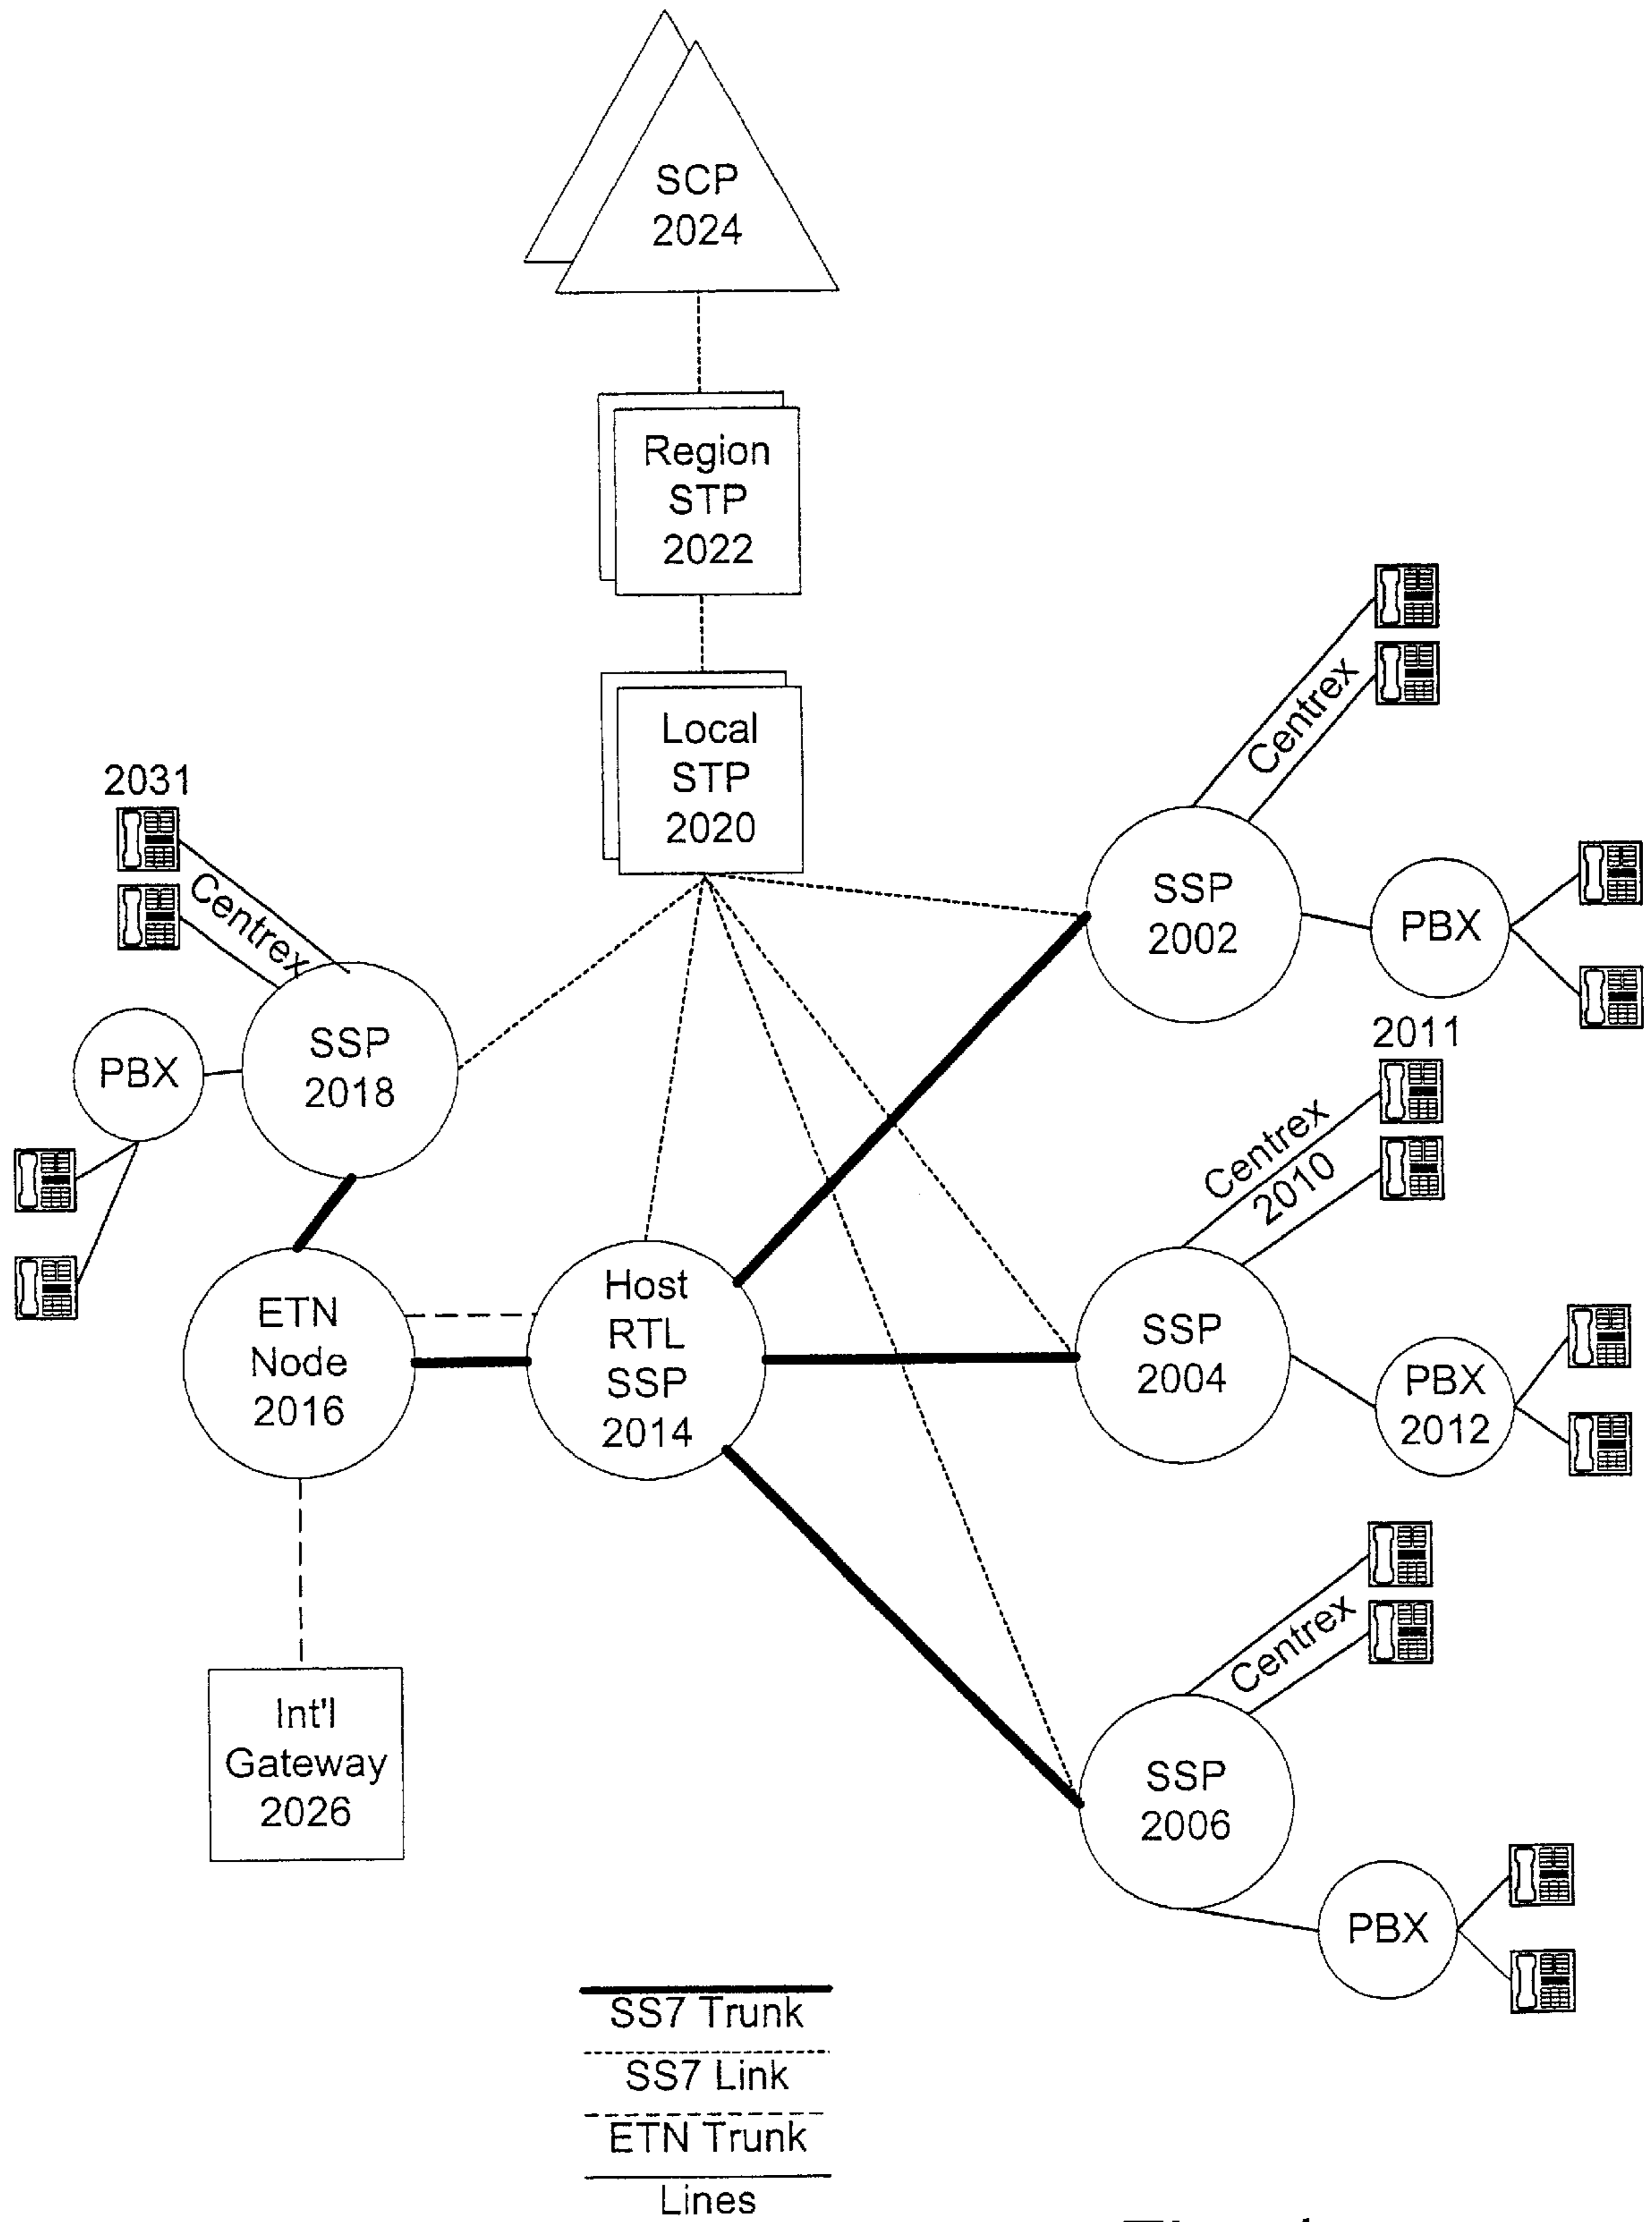 SCP
2024
Region
STP
2022
Local
STP
2020
2031
Centrex
SSP
2018
PBX
Centrex
SSP
2002
PBX
2011
Centrex
2010
SSP
2004
PBX
2012
ETN
Node
2016
Host
RTL
SSP
2014
Int'l
Gateway
2026
Centrex
SSP
2006
PBX
SS7 Trunk
SS7 Link
ETN Trunk
Lines